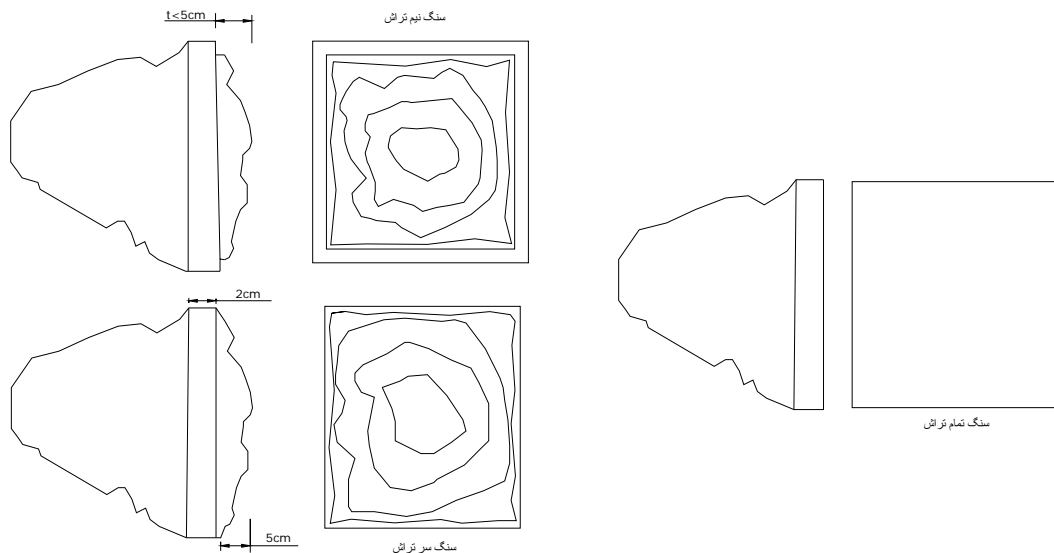 t<5cm
سنگ نیم تراش
2cm
5cm
سنگ سر تراش
سنگ تمام تراش